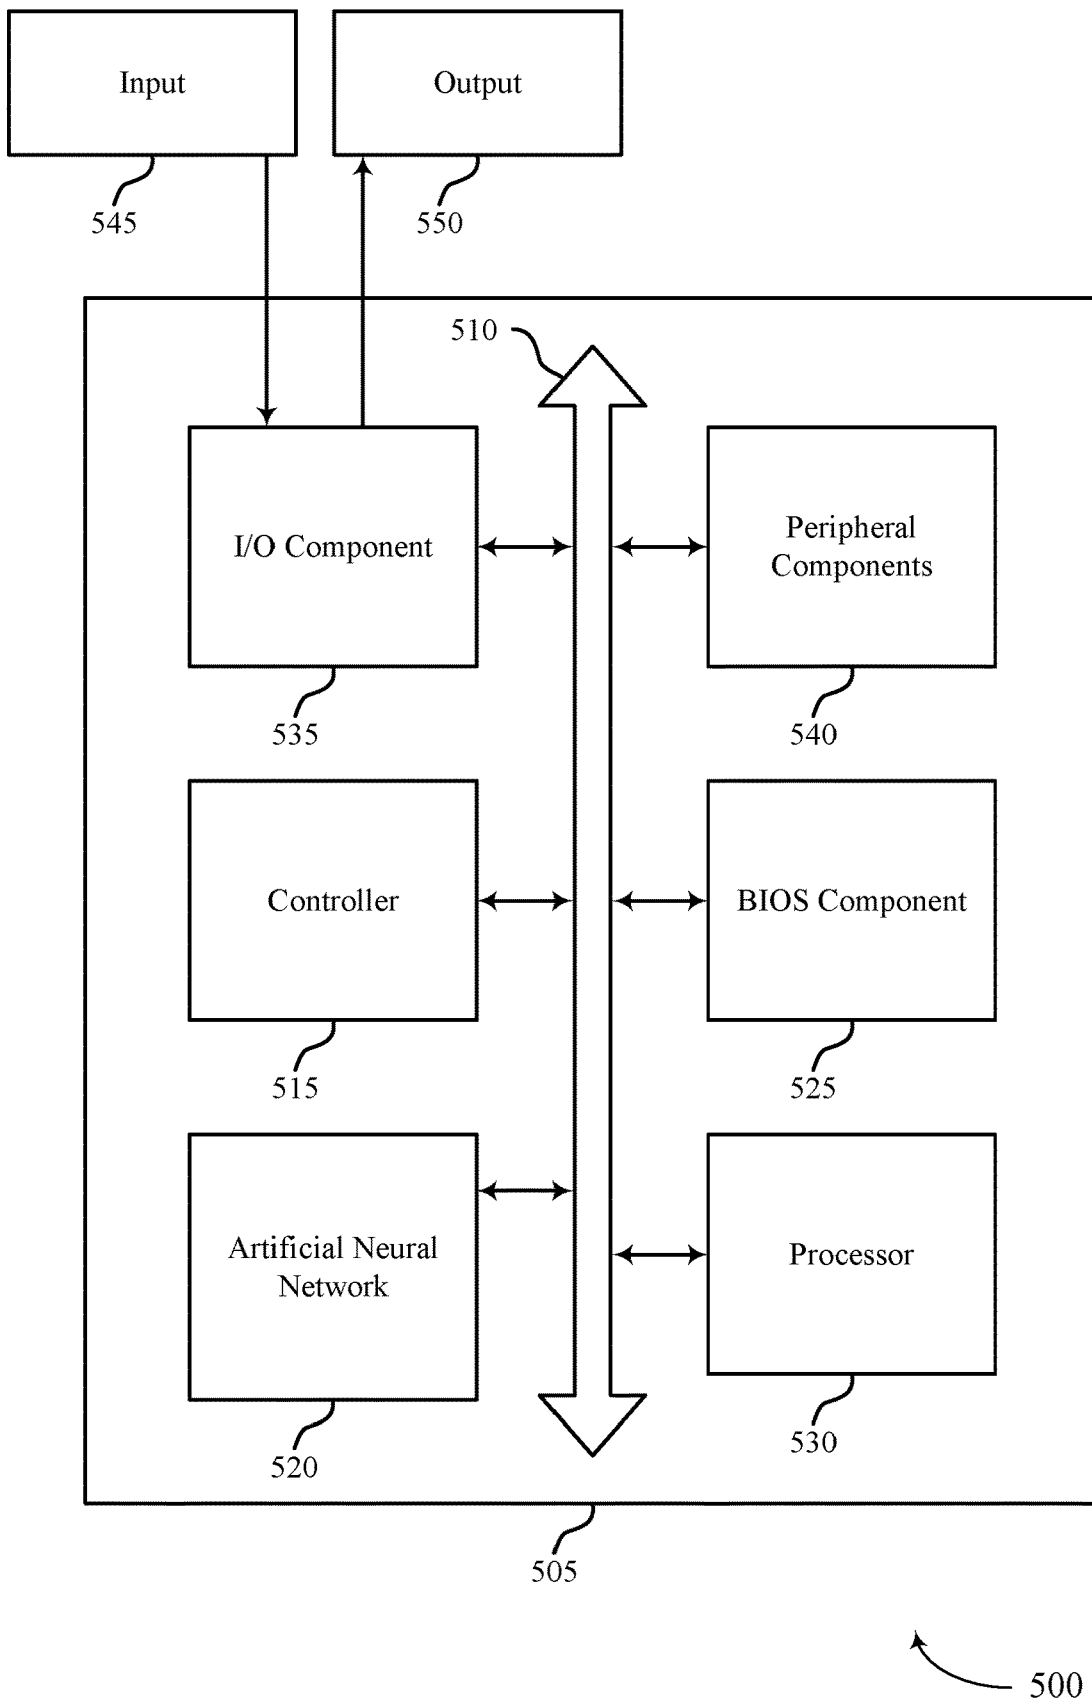 Input
Output
545
550
510
I/O Component
Peripheral
Components
535
540
Controller
BIOS Component
515
525
Artificial Neural
Network
Processor
520
530
505
500